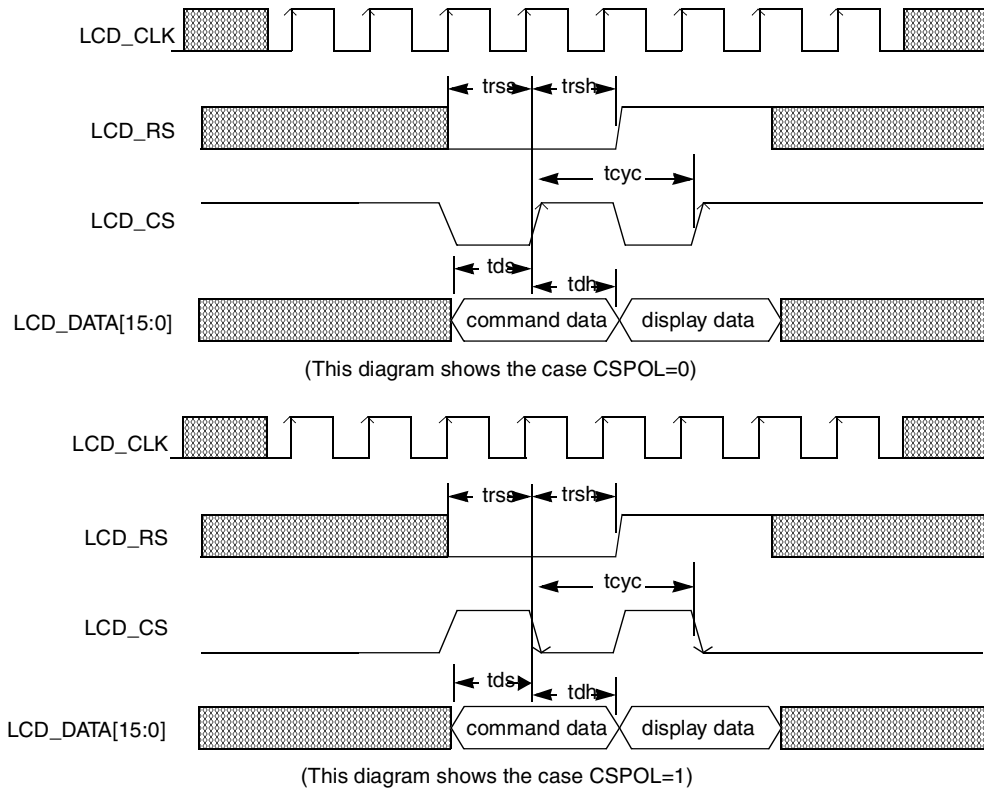 LCD_CLK
trss trsh
LCD_RS
tcyc
LCD_CS
tds
tdh
LCD_DATA[15:0]
command data display data
(This diagram shows the case CSPOL=0)
LCD_CLK
trss trsh
LCD_RS
tcyc
LCD_CS
tds
tdh
LCD_DATA[15:0]
command data display data
(This diagram shows the case CSPOL=1)